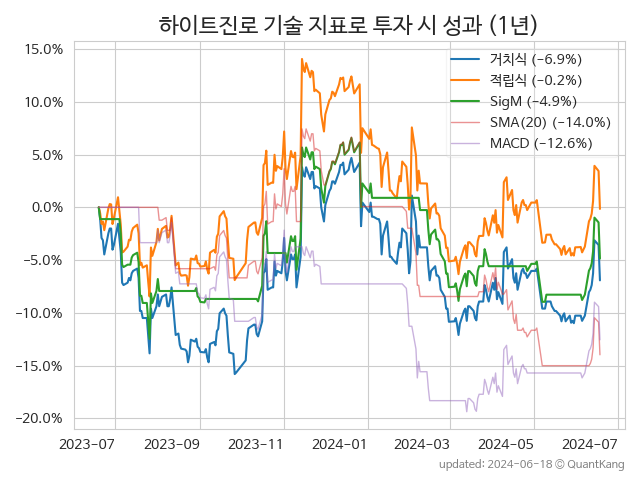 하이트진로 기술 지표로 투자 시 성과 (1년)
15.0%
10.0%
5.0%
0.0%
−5.0%
−10.0%
−15.0%
−20.0%
거치식 (−6.9%)
적립식 (−0.2%)
SigM (−4.9%)
SMA(20) (−14.0%)
MACD (−12.6%)
2023−07 2023−09 2023−11 2024−01 2024−03 2024−05 2024−07
updated: 2024−06−18 © QuantKang